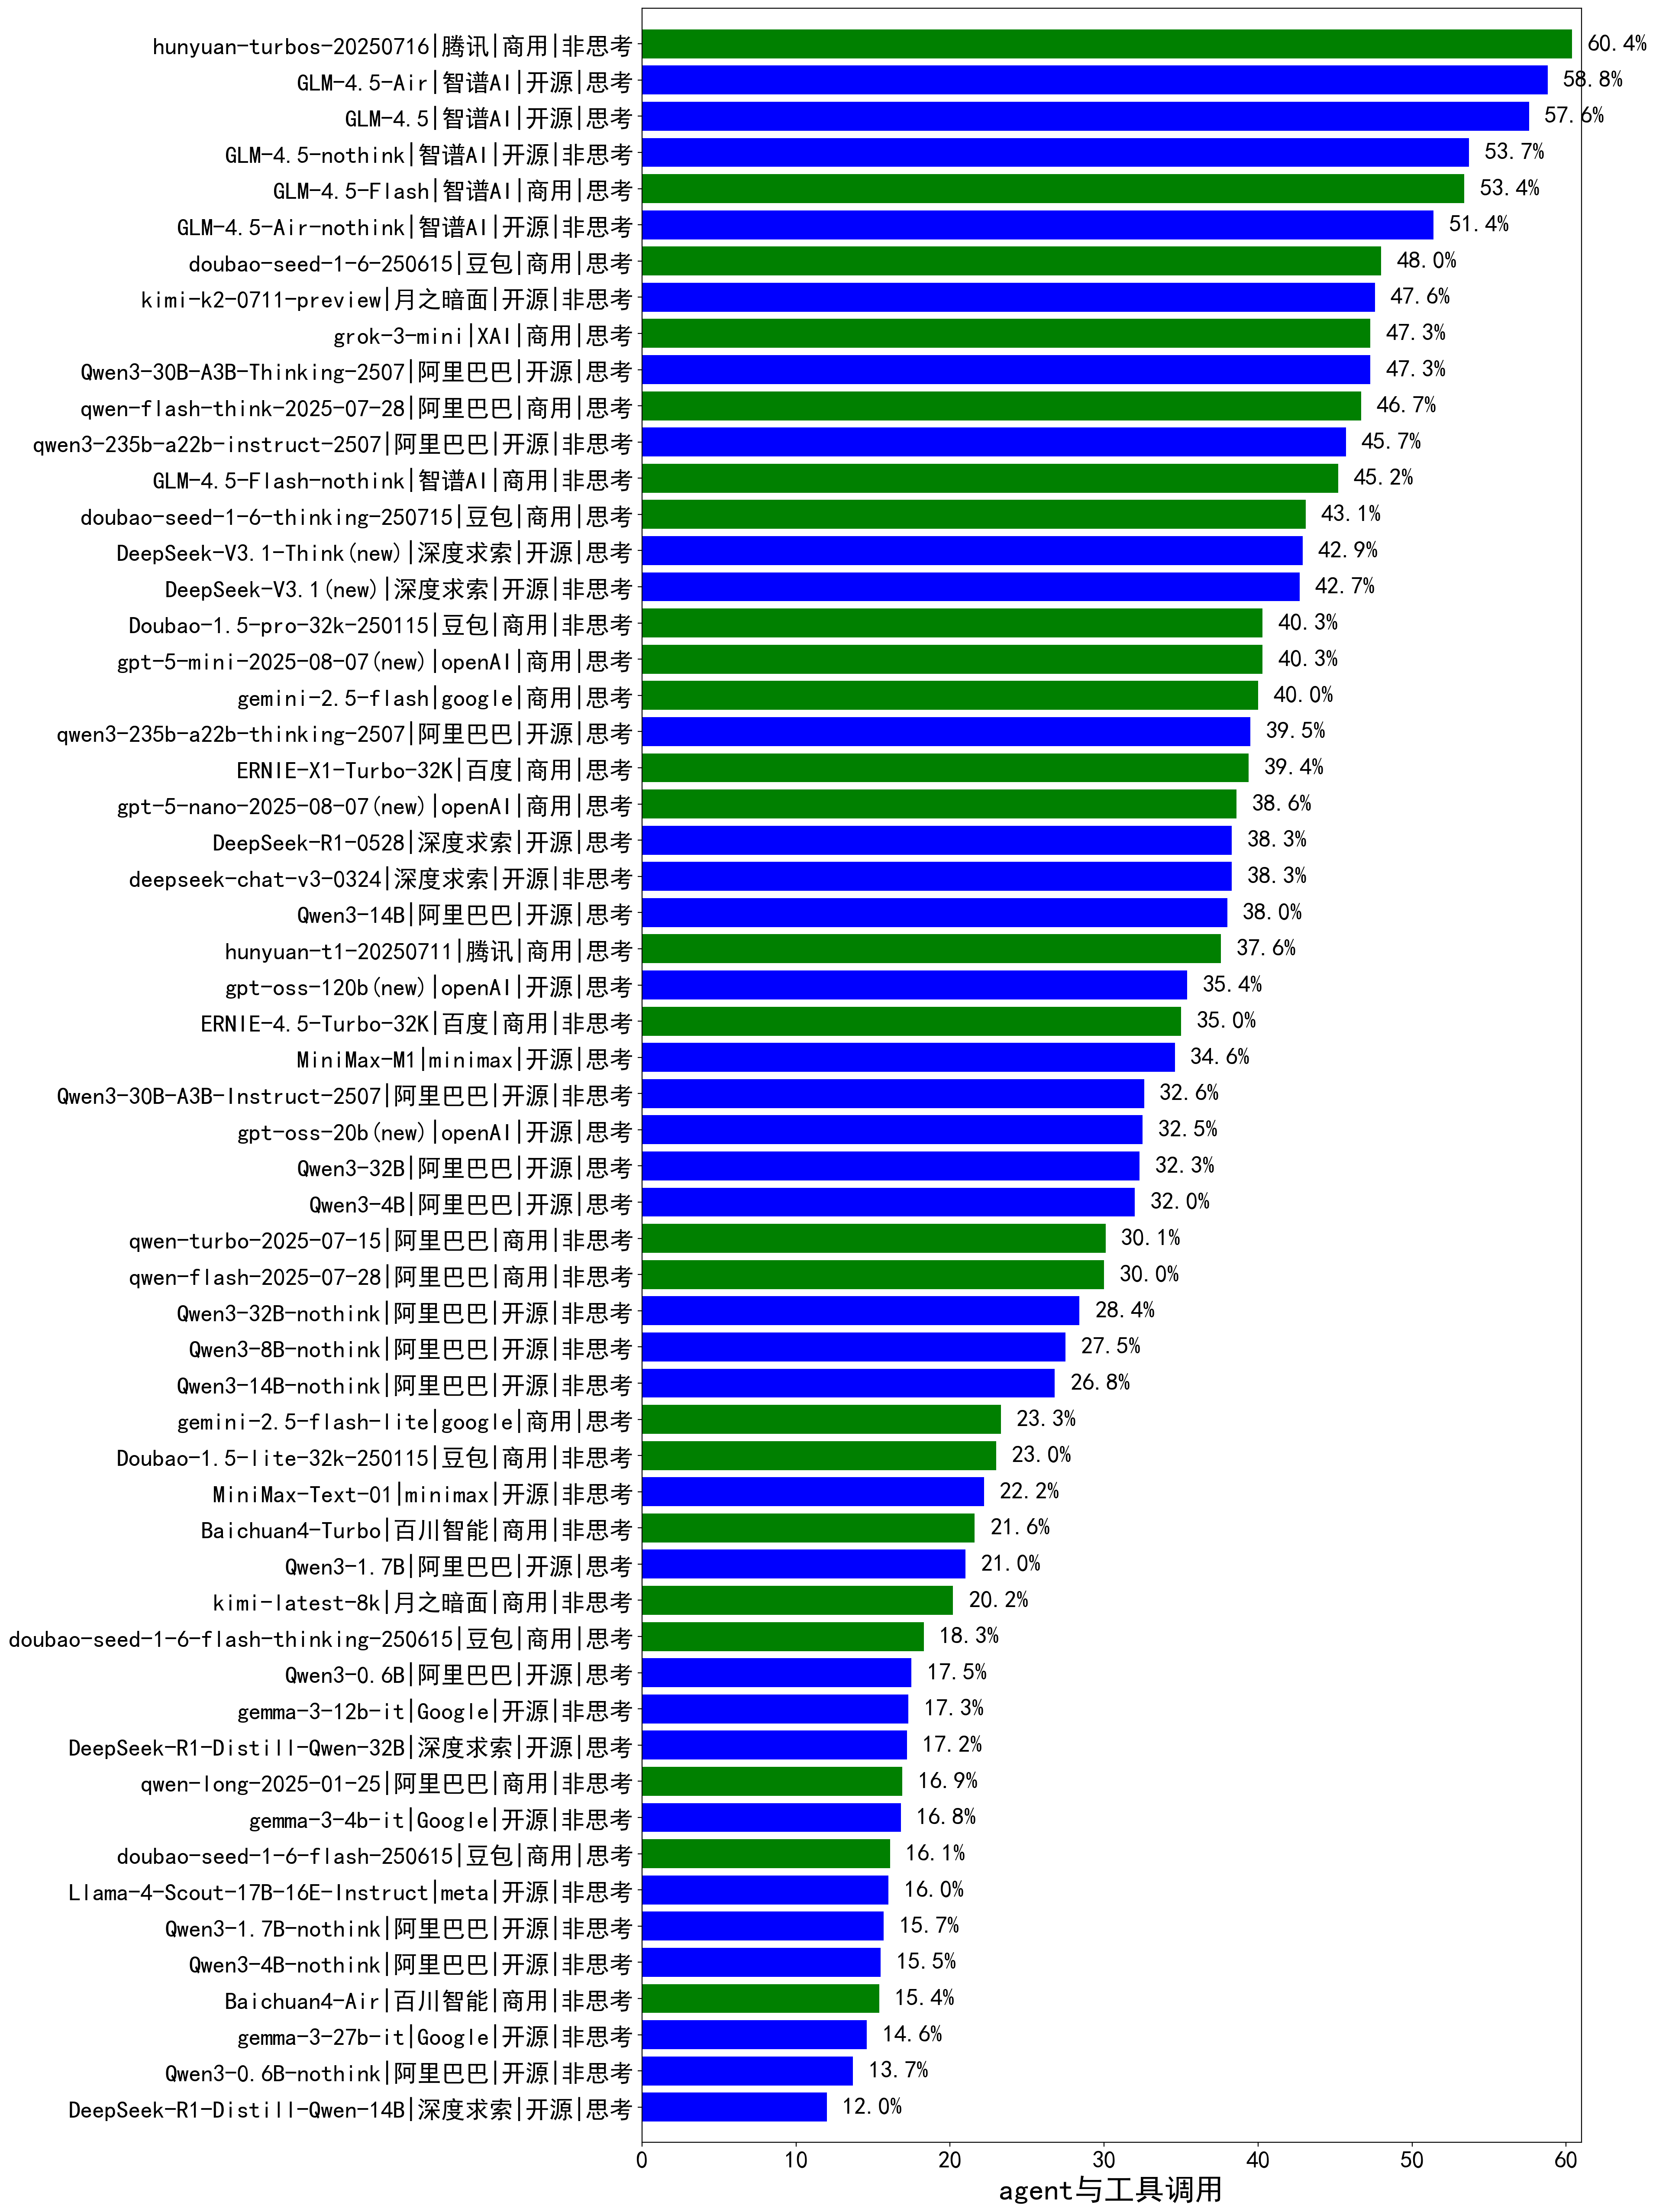 hunyuan-turbos-20250716|腾讯|商用|非思考 60.4%
GLM-4.5-Air|智谱AI|开源|思考 58.8%
GLM-4.5|智谱AI|开源|思考 57.6%
GLM-4.5-nothink|智谱AI|开源|非思考 53.7%
GLM-4.5-Flash|智谱AI|商用|思考 53.4%
GLM-4.5-Air-nothink|智谱AI|开源|非思考 51.4%
doubao-seed-1-6-250615|豆包|商用|思考 48.0%
kimi-k2-0711-preview|月之暗面|开源|非思考 47.6%
grok-3-mini|XAI|商用|思考 47.3%
Qwen3-30B-A3B-Thinking-2507|阿里巴巴|开源|思考 47.3%
qwen-flash-think-2025-07-28|阿里巴巴|商用|思考 46.7%
qwen3-235b-a22b-instruct-2507|阿里巴巴|开源|非思考 45.7%
GLM-4.5-Flash-nothink|智谱AI|商用|非思考 45.2%
doubao-seed-1-6-thinking-250715|豆包|商用|思考 43.1%
DeepSeek-V3.1-Think(new)|深度求索|开源|思考 42.9%
DeepSeek-V3.1(new)|深度求索|开源|非思考 42.7%
Doubao-1.5-pro-32k-250115|豆包|商用|非思考 40.3%
gpt-5-mini-2025-08-07(new)|openAI|商用|思考 40.3%
gemini-2.5-flash|google|商用|思考 40.0%
qwen3-235b-a22b-thinking-2507|阿里巴巴|开源|思考 39.5%
ERNIE-X1-Turbo-32K|百度|商用|思考 39.4%
gpt-5-nano-2025-08-07(new)|openAI|商用|思考 38.6%
DeepSeek-R1-0528|深度求索|开源|思考 38.3%
deepseek-chat-v3-0324|深度求索|开源|非思考 38.3%
Qwen3-14B|阿里巴巴|开源|思考 38.0%
hunyuan-t1-20250711|腾讯|商用|思考 37.6%
gpt-oss-120b(new)|openAI|开源|思考 35.4%
ERNIE-4.5-Turbo-32K|百度|商用|非思考 35.0%
MiniMax-M1|minimax|开源|思考 34.6%
Qwen3-30B-A3B-Instruct-2507|阿里巴巴|开源|非思考 32.6%
gpt-oss-20b(new)|openAI|开源|思考 32.5%
Qwen3-32B|阿里巴巴|开源|思考 32.3%
Qwen3-4B|阿里巴巴|开源|思考 32.0%
qwen-turbo-2025-07-15|阿里巴巴|商用|非思考 30.1%
qwen-flash-2025-07-28|阿里巴巴|商用|非思考 30.0%
Qwen3-32B-nothink|阿里巴巴|开源|非思考 28.4%
Qwen3-8B-nothink|阿里巴巴|开源|非思考 27.5%
Qwen3-14B-nothink|阿里巴巴|开源|非思考 26.8%
gemini-2.5-flash-lite|google|商用|思考 23.3%
Doubao-1.5-lite-32k-250115|豆包|商用|非思考 23.0%
MiniMax-Text-01|minimax|开源|非思考 22.2%
Baichuan4-Turbo|百川智能|商用|非思考 21.6%
Qwen3-1.7B|阿里巴巴|开源|思考 21.0%
kimi-latest-8k|月之暗面|商用|非思考 20.2%
doubao-seed-1-6-flash-thinking-250615|豆包|商用|思考 18.3%
Qwen3-0.6B|阿里巴巴|开源|思考 17.5%
gemma-3-12b-it|Google|开源|非思考 17.3%
DeepSeek-R1-Distill-Qwen-32B|深度求索|开源|思考 17.2%
qwen-long-2025-01-25|阿里巴巴|商用|非思考 16.9%
gemma-3-4b-it|Google|开源|非思考 16.8%
doubao-seed-1-6-flash-250615|豆包|商用|思考 16.1%
Llama-4-Scout-17B-16E-Instruct|meta|开源|非思考 16.0%
Qwen3-1.7B-nothink|阿里巴巴|开源|非思考 15.7%
Qwen3-4B-nothink|阿里巴巴|开源|非思考 15.5%
Baichuan4-Air|百川智能|商用|非思考 15.4%
gemma-3-27b-it|Google|开源|非思考 14.6%
Qwen3-0.6B-nothink|阿里巴巴|开源|非思考 13.7%
DeepSeek-R1-Distill-Qwen-14B|深度求索|开源|思考 12.0%
0 10 20 30 40 50 60
agent与工具调用